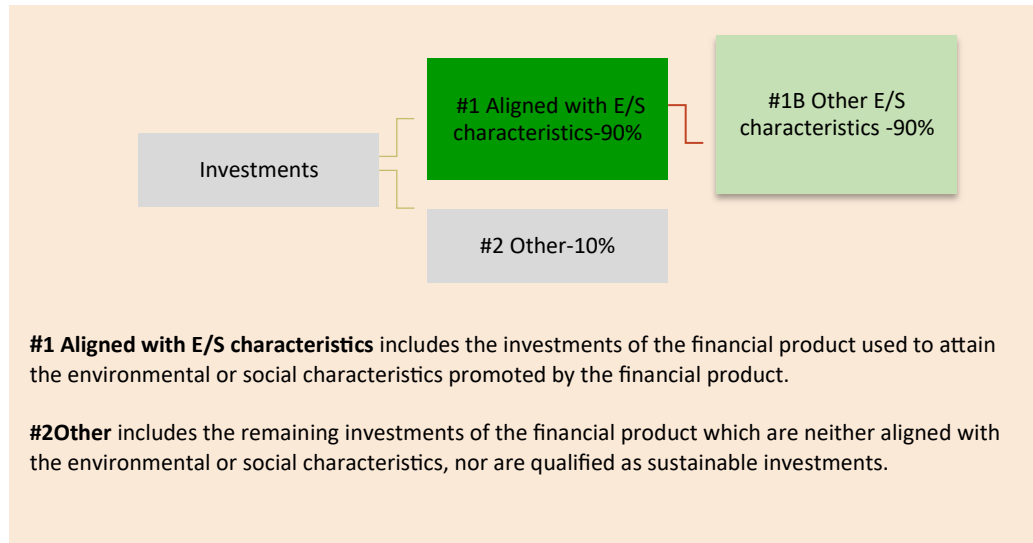 #1 Aligned with E/S
characteristics-90%
#1B Other E/S
characteristics -90%
Investments
#2 Other-10%
#1 Aligned with E/S characteristics includes the investments of the financial product used to attain
the environmental or social characteristics promoted by the financial product.
#2Other includes the remaining investments of the financial product which are neither aligned with
the environmental or social characteristics, nor are qualified as sustainable investments.